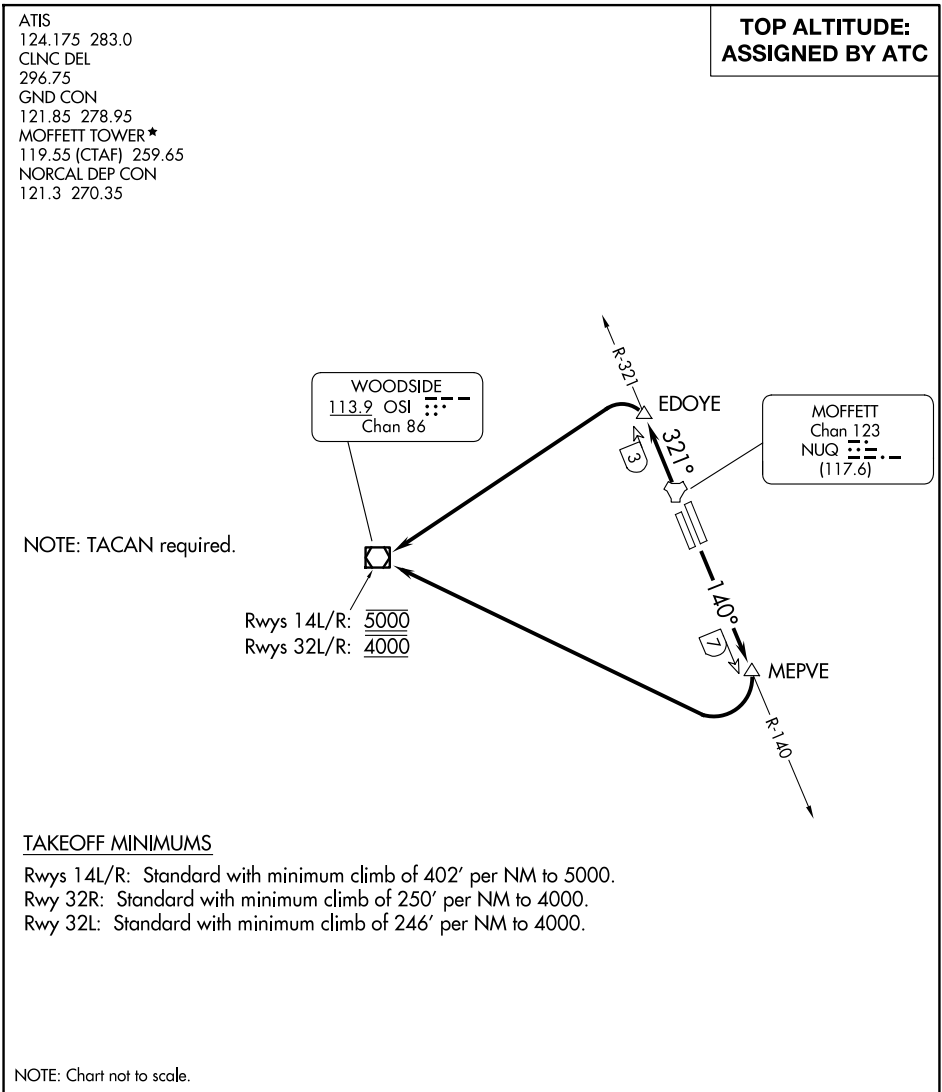 ATIS
124.175 283.0
CLNC DEL
296.75
GND CON
121.85 278.95
MOFFETT TOWER★
119.55 (CTAF) 259.65
NORCAL DEP CON
121.3 270.35
TOP ALTITUDE:
ASSIGNED BY ATC
R-321
EDOYE
3
321°
WOODSIDE
113.9 OSI
Chan 86
MOFFETT
Chan 123
NUQ
(117.6)
NOTE: TACAN required.
Rwys 14L/R: 5000
Rwys 32L/R: 4000
140°
7
MEPVE
R-140
TAKEOFF MINIMUMS
Rwys 14L/R: Standard with minimum climb of 402' per NM to 5000.
Rwy 32R: Standard with minimum climb of 250' per NM to 4000.
Rwy 32L: Standard with minimum climb of 246' per NM to 4000.
NOTE: Chart not to scale.